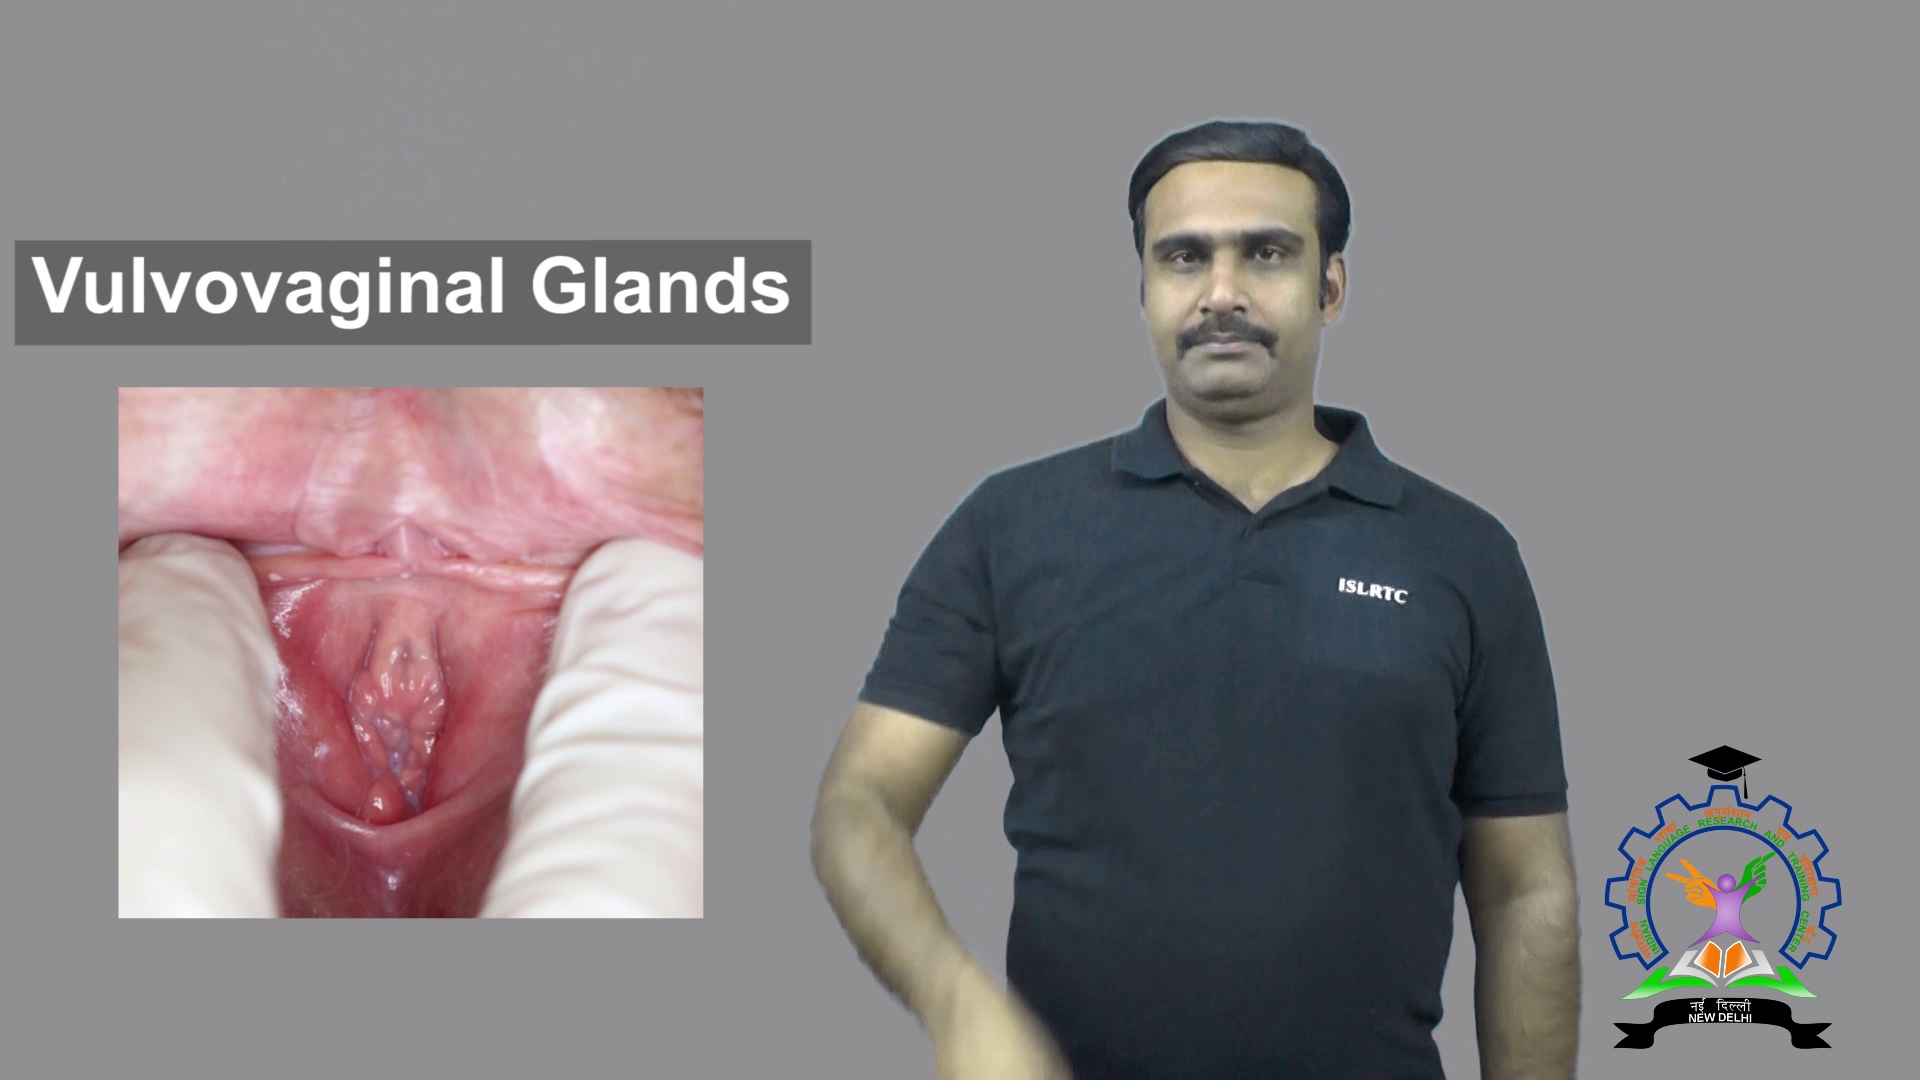 Vulvovaginal Glands
ISLRTC
INDIAN SIGN LANGUAGE RESEARCH AND TRAINING CENTER
नई दिल्ली
NEW DELHI